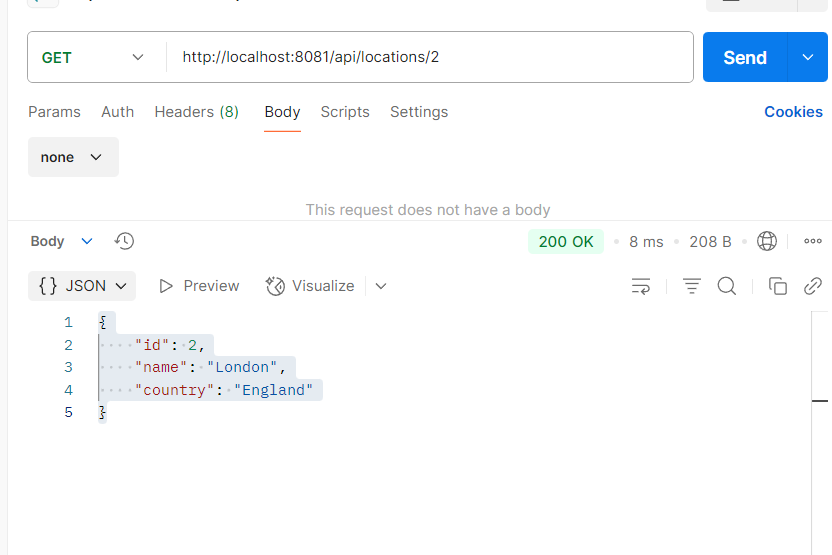 GET http://localhost:8081/api/locations/2 Send
Params Auth Headers (8) Body Scripts Settings Cookies
none
This request does not have a body
Body 200 OK • 8 ms • 208 B •
{} JSON Preview Visualize
1 {
2 "id": 2,
3 "name": "London",
4 "country": "England"
5 }